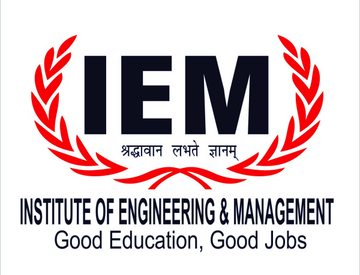 IEM
श्रद्धावान लभते ज्ञानम्
INSTITUTE OF ENGINEERING & MANAGEMENT
Good Education, Good Jobs